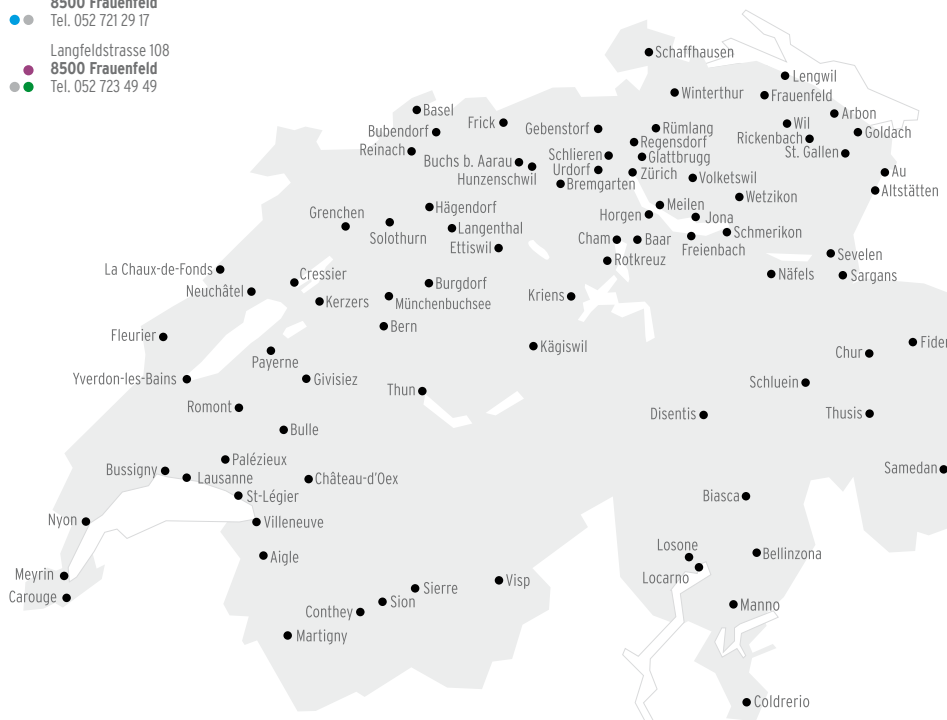 8500 Frauenfeld
Tel. 052 721 29 17
Langfeldstrasse 108
8500 Frauenfeld
Tel. 052 723 49 49
Schaffhausen
Lengwil
Winterthur
Frauenfeld
Basel
Frick
Arbon
Bubendorf
Gebenstorf
Rümlang
Wil
Goldach
Rickenbach
Reinach
Regensdorf
St. Gallen
Schlieren
Glattbrugg
Buchs b. Aarau
Hunzenschwil
Urdorf
Zürich
Volketswil
Au
Bremgarten
Altstätten
Wetzikon
Hägendorf
Meilen
Grenchen
Horgen
Jona
Solothurn
Langenthal
Schmerikon
Ettiswil
Cham
Baar
Freienbach
Sevelen
Rotkreuz
La Chaux-de-Fonds
Cressier
Näfels
Sargans
Neuchâtel
Burgdorf
Kerzers
Münchenbuchsee
Kriens
Bern
Fleurier
Kägiswil
Fider
Payerne
Chur
Yverdon-les-Bains
Givisiez
Schluein
Thun
Romont
Disentis
Thusis
Bulle
Palézieux
Bussigny
Lausanne
Château-d'Oex
Samedan
St-Légier
Biasca
Nyon
Villeneuve
Losone
Bellinzona
Aigle
Locarno
Meyrin
Visp
Carouge
Sierre
Sion
Manno
Conthey
Martigny
Coldrerio